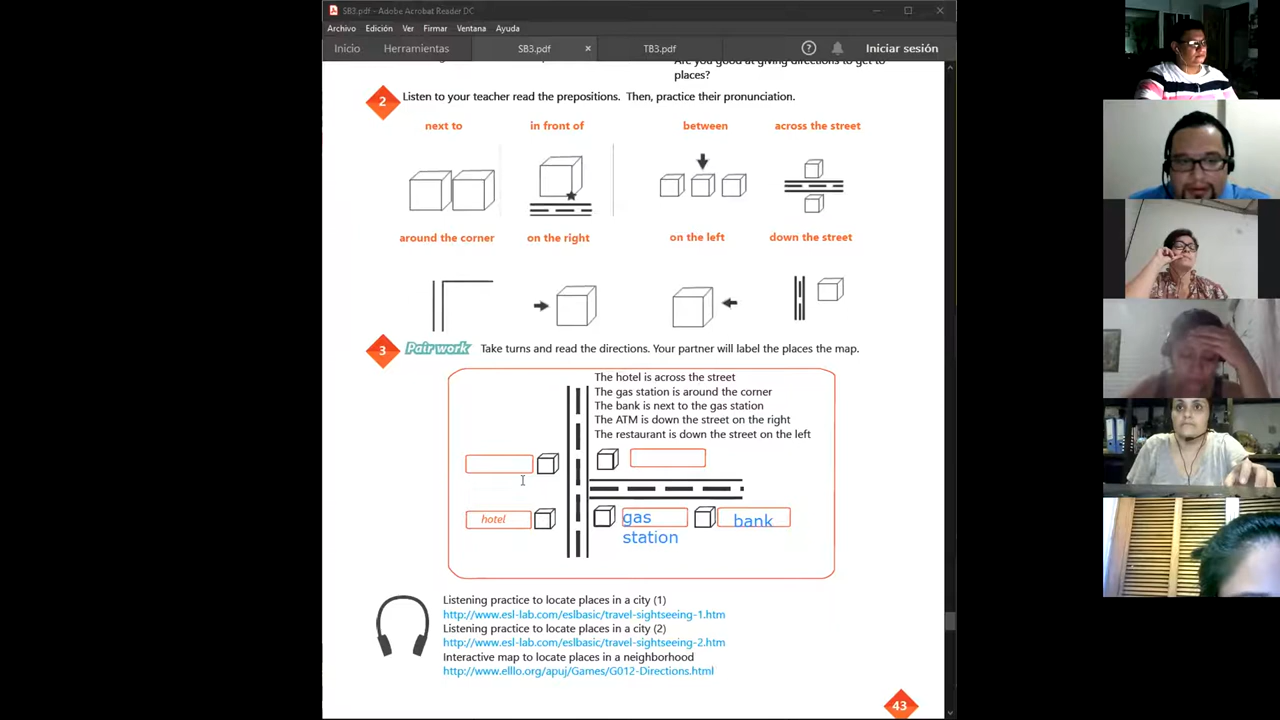 SB3.pdf - Adobe Acrobat Reader DC
Archivo Edición Ver Firmar Ventana Ayuda
Inicio Herramientas SB3.pdf × TB3.pdf ? Iniciar sesión
Are you good at giving directions to get to
places?
2 Listen to your teacher read the prepositions. Then, practice their pronunciation.
next to in front of between across the street
around the corner on the right on the left down the street
3 Pair work Take turns and read the directions. Your partner will label the places the map.
The hotel is across the street
The gas station is around the corner
The bank is next to the gas station
The ATM is down the street on the right
The restaurant is down the street on the left
hotel gas station bank
Listening practice to locate places in a city (1)
http://www.esl-lab.com/eslbasic/travel-sightseeing-1.htm
Listening practice to locate places in a city (2)
http://www.esl-lab.com/eslbasic/travel-sightseeing-2.htm
Interactive map to locate places in a neighborhood
http://www.elllo.org/apuj/Games/G012-Directions.html
43